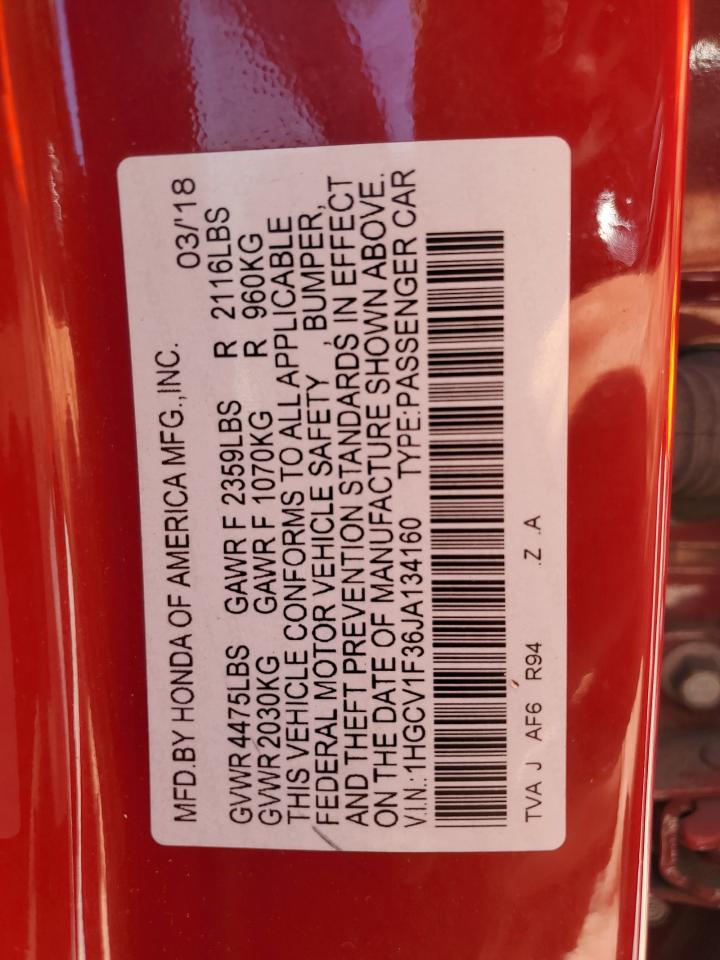 MFD.BY HONDA OF AMERICA MFG.,INC. 03/'18
GVWR 4475LBS GAWR F 2359LBS R 2116LBS
GVWR 2030KG GAWR F 1070KG R 960KG
THIS VEHICLE CONFORMS TO ALL APPLICABLE
FEDERAL MOTOR VEHICLE SAFETY , BUMPER,
AND THEFT PREVENTION STANDARDS IN EFFECT
ON THE DATE OF MANUFACTURE SHOWN ABOVE.
V.I.N.: 1HGCV1F36JA134160 TYPE:PASSENGER CAR
TVA J AF6 R94 .Z .A